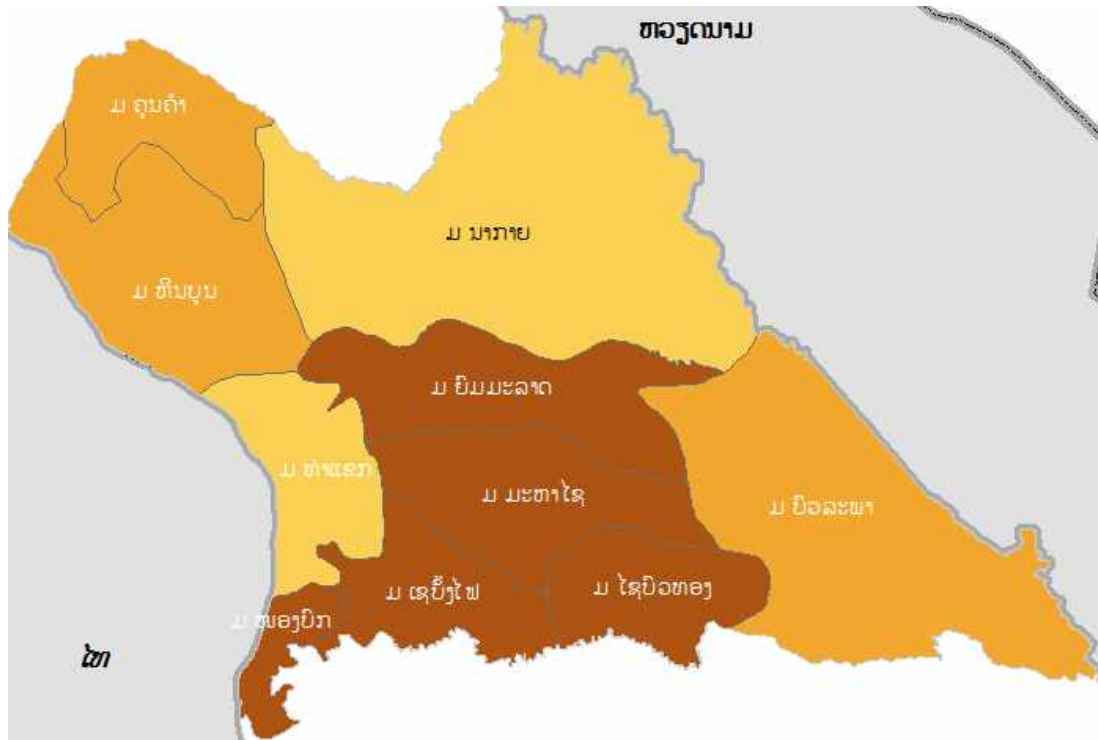 ຫວຽດນາມ
ມ ຄູນຄຳ
ມ ນາກາຍ
ມ ຫີນບູນ
ມ ຍົມມະລາດ
ມ ທ່າແຂກ
ມ ມະຫາໄຊ
ມ ບົວລະພາ
ມ ເຊບັ້ງໄຟ
ມ ໄຊບົວທອງ
ມ ໜອງບົກ
ໄທ